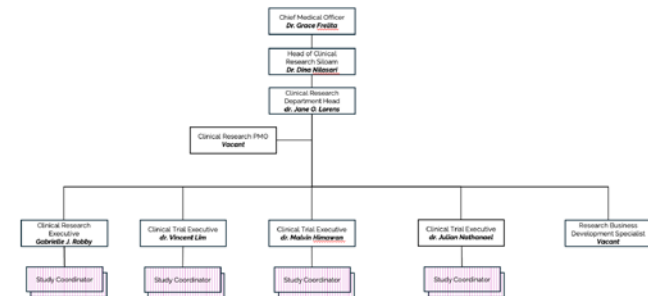 Chief Medical Officer
Dr. Grace Frelita
Head of Clinical
Research Siloam
Dr. Dina Nilasari
Clinical Research
Department Head
dr. Jane O. Lorens
Clinical Research PMO
Vacant
Clinical Research
Executive
Gabrielle J. Robby
Clinical Trial Executive
dr. Vincent Lim
Clinical Trial Executive
dr. Malvin Himawan
Clinical Trial Executive
dr. Julian Nathanael
Research Business
Development Specialist
Vacant
Study Coordinator
Study Coordinator
Study Coordinator
Study Coordinator